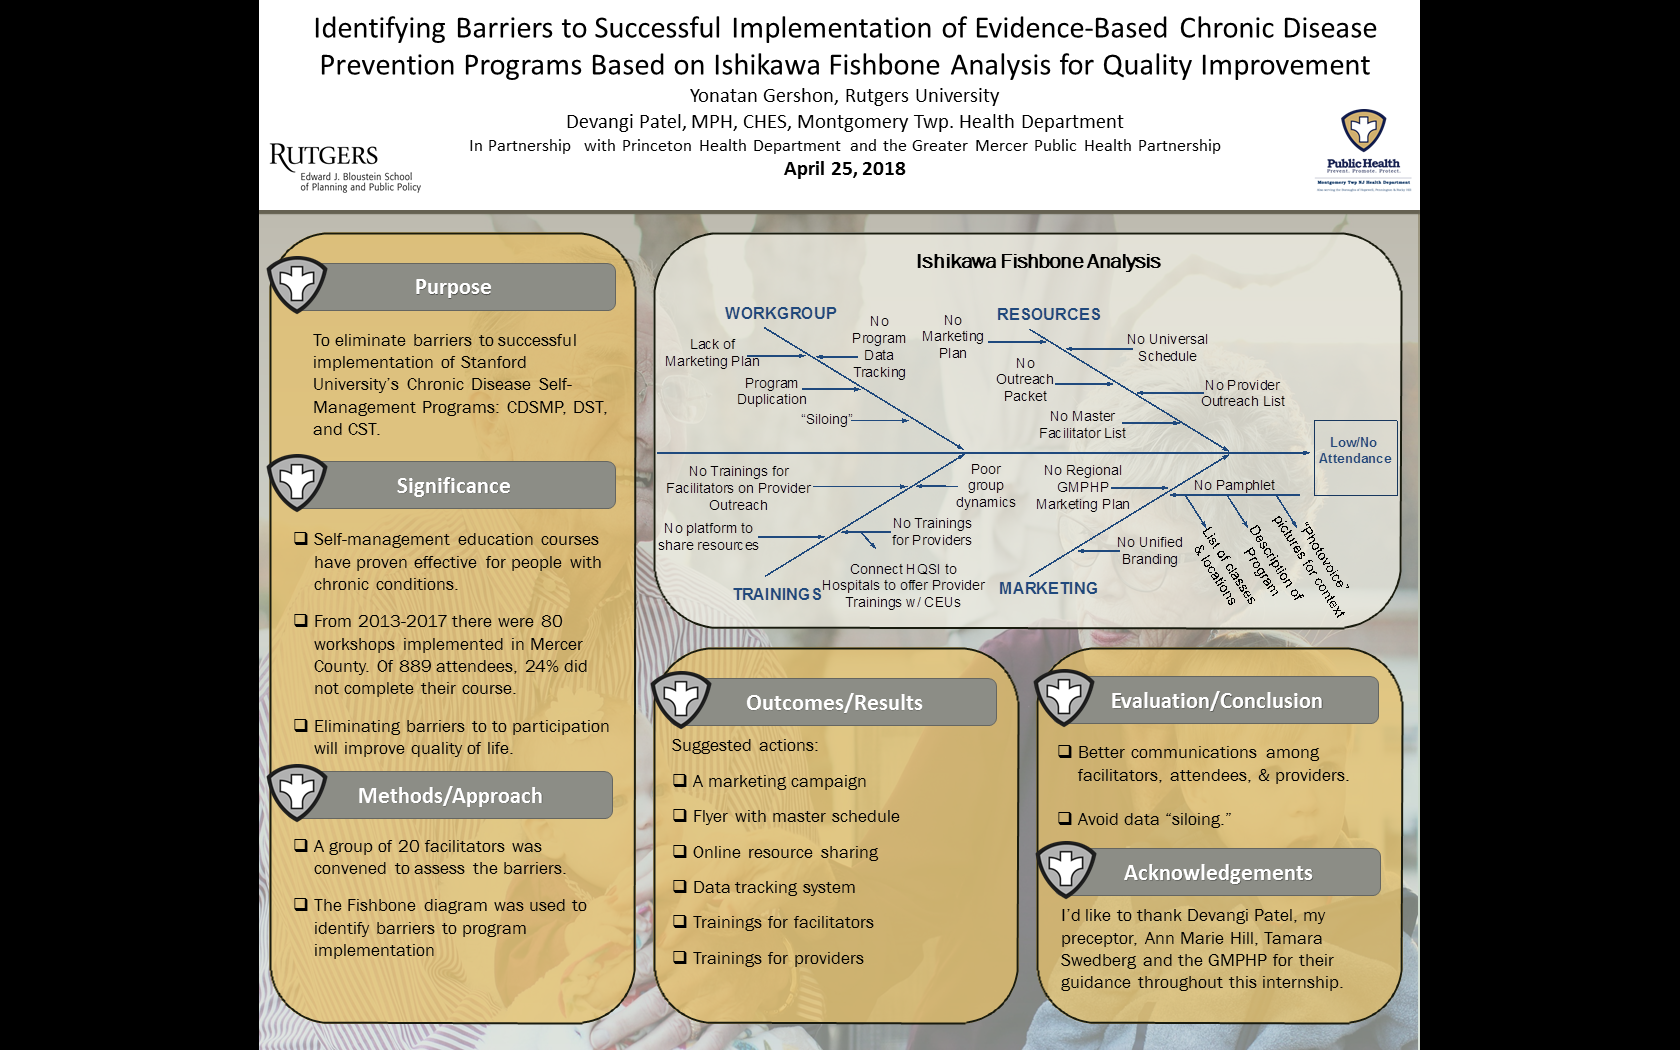 Identifying Barriers to Successful Implementation of Evidence-Based Chronic Disease
Prevention Programs Based on Ishikawa Fishbone Analysis for Quality Improvement
Yonatan Gershon, Rutgers University
Devangi Patel, MPH, CHES, Montgomery Twp. Health Department
In Partnership with Princeton Health Department and the Greater Mercer Public Health Partnership
April 25, 2018
RUTGERS
Edward J. Bloustein School
of Planning and Public Policy
Public Health
Prevent. Promote. Protect.
Montgomery Twp NJ Health Department
Purpose
To eliminate barriers to successful
implementation of Stanford
University's Chronic Disease Self-
Management Programs: CDSMP, DST,
and CST.
Significance
Self-management education courses
have proven effective for people with
chronic conditions.
From 2013-2017 there were 80
workshops implemented in Mercer
County. Of 889 attendees, 24% did
not complete their course.
Eliminating barriers to to participation
will improve quality of life.
Methods/Approach
A group of 20 facilitators was
convened to assess the barriers.
The Fishbone diagram was used to
identify barriers to program
implementation
Ishikawa Fishbone Analysis
WORKGROUP
Lack of
Marketing Plan
No
Program
Data
Tracking
Program
Duplication
“Siloing”
RESOURCES
No
Marketing
Plan
No Universal
Schedule
No
Outreach
Packet
No Provider
Outreach List
No Master
Facilitator List
Low/No
Attendance
No Trainings for
Facilitators on Provider
Outreach
Poor
group
dynamics
No platform to
share resources
No Trainings
for Providers
Connect HQSI to
Hospitals to offer Provider
Trainings w/ CEUs
TRAININGS
No Regional
GMPHP
Marketing Plan
No Pamphlet
List of classes
& locations
Description of
Program
“Photovoice”
pictures for context
No Unified
Branding
MARKETING
Outcomes/Results
Suggested actions:
A marketing campaign
Flyer with master schedule
Online resource sharing
Data tracking system
Trainings for facilitators
Trainings for providers
Evaluation/Conclusion
Better communications among
facilitators, attendees, & providers.
Avoid data “siloing.”
Acknowledgements
I'd like to thank Devangi Patel, my
preceptor, Ann Marie Hill, Tamara
Swedberg and the GMPHP for their
guidance throughout this internship.